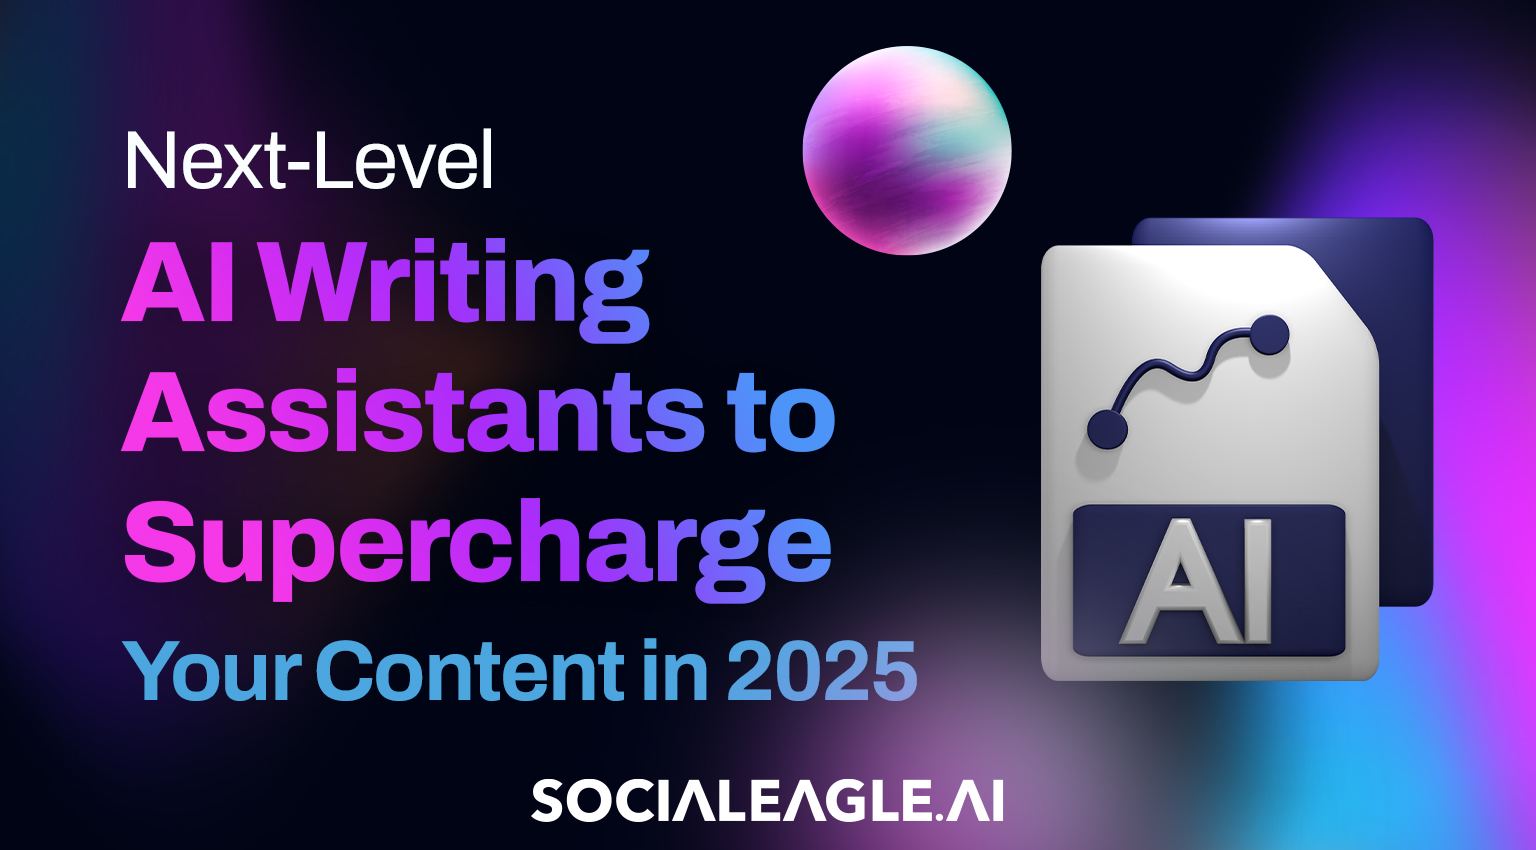 Next-Level
AI Writing
Assistants to
Supercharge
Your Content in 2025
AI
SOCIALEAGLE.AI